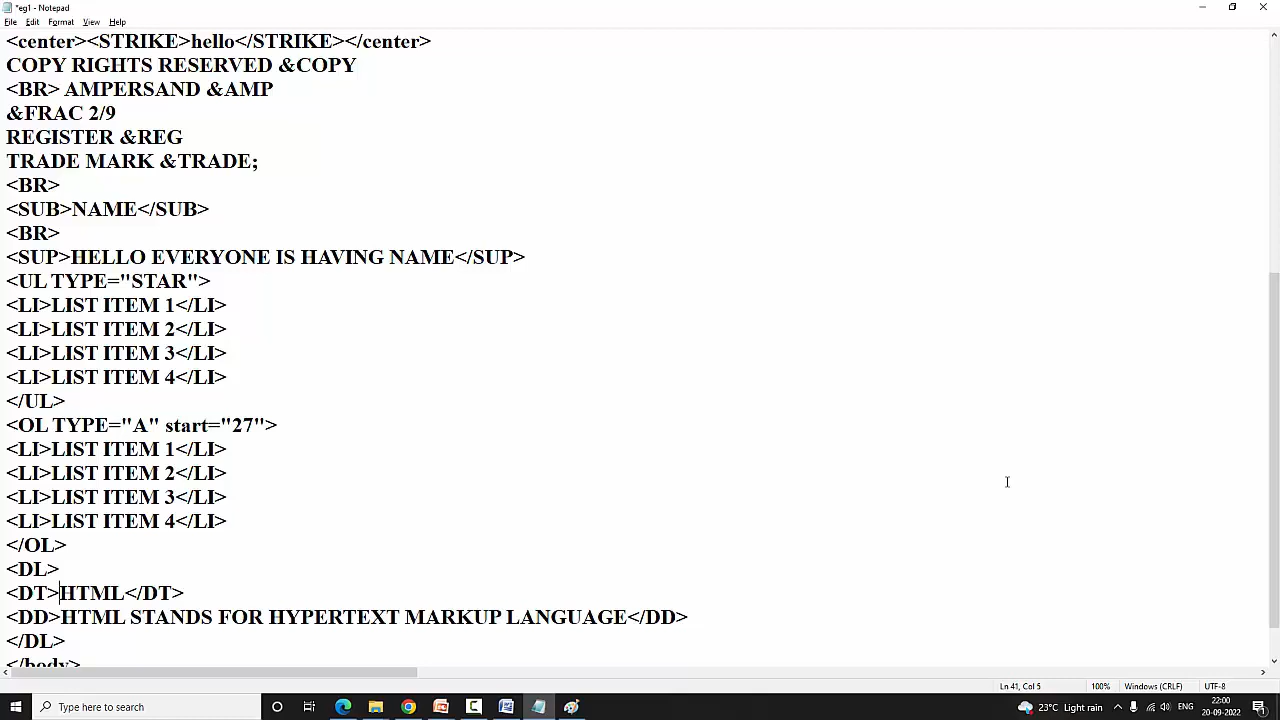 *eg1 - Notepad
File Edit Format View Help
<center><STRIKE>hello</STRIKE></center>
COPY RIGHTS RESERVED &COPY
<BR> AMPERSAND &AMP
&FRAC 2/9
REGISTER &REG
TRADE MARK &TRADE;
<BR>
<SUB>NAME</SUB>
<BR>
<SUP>HELLO EVERYONE IS HAVING NAME</SUP>
<UL TYPE="STAR">
<LI>LIST ITEM 1</LI>
<LI>LIST ITEM 2</LI>
<LI>LIST ITEM 3</LI>
<LI>LIST ITEM 4</LI>
</UL>
<OL TYPE="A" start="27">
<LI>LIST ITEM 1</LI>
<LI>LIST ITEM 2</LI>
<LI>LIST ITEM 3</LI>
<LI>LIST ITEM 4</LI>
</OL>
<DL>
<DT>HTML</DT>
<DD>HTML STANDS FOR HYPERTEXT MARKUP LANGUAGE</DD>
</DL>
</body>
Ln 41, Col 5 100% Windows (CRLF) UTF-8
Type here to search 23°C Light rain ENG 22:00
20-09-2022